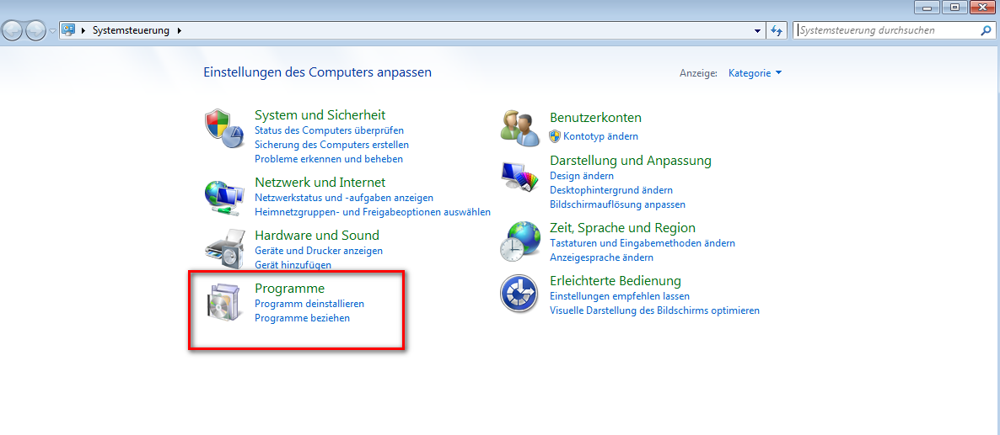 Systemsteuerung
Systemsteuerung durchsuchen
Einstellungen des Computers anpassen
Anzeige: Kategorie
System und Sicherheit
Status des Computers überprüfen
Sicherung des Computers erstellen
Probleme erkennen und beheben
Netzwerk und Internet
Netzwerkstatus und -aufgaben anzeigen
Heimnetzgruppen- und Freigabeoptionen auswählen
Hardware und Sound
Geräte und Drucker anzeigen
Gerät hinzufügen
Programme
Programm deinstallieren
Programme beziehen
Benutzerkonten
Kontotyp ändern
Darstellung und Anpassung
Design ändern
Desktophintergrund ändern
Bildschirmauflösung anpassen
Zeit, Sprache und Region
Tastaturen und Eingabemethoden ändern
Anzeigesprache ändern
Erleichterte Bedienung
Einstellungen empfehlen lassen
Visuelle Darstellung des Bildschirms optimieren